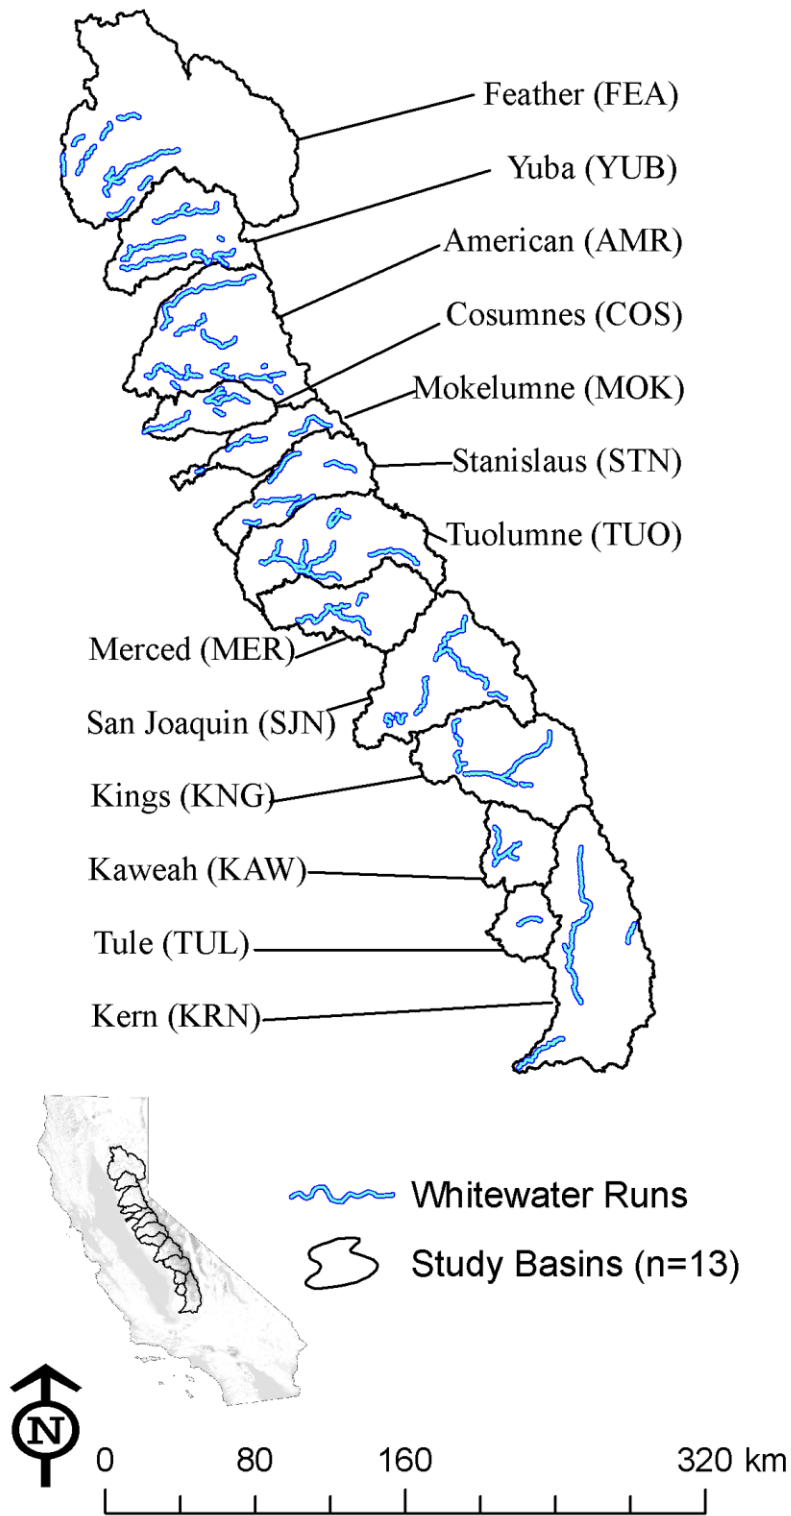 Feather (FEA)
Yuba (YUB)
American (AMR)
Cosumnes (COS)
Mokelumne (MOK)
Stanislaus (STN)
Tuolumne (TUO)
Merced (MER)
San Joaquin (SJN)
Kings (KNG)
Kaweah (KAW)
Tule (TUL)
Kern (KRN)
Whitewater Runs
Study Basins (n=13)
N
0 80 160 320 km